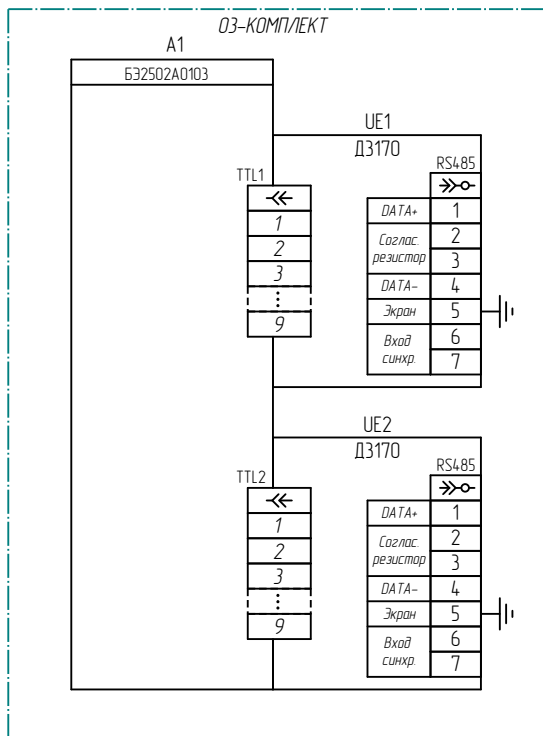 03-КОМПЛЕКТ
A1
БЭ2502А0103
UE1
Д3170
TTL1
RS485
1
2
3
9
DATA+ 1
Соглас. 2
резистор 3
DATA- 4
Экран 5
Вход 6
синхр. 7
UE2
Д3170
TTL2
RS485
1
2
3
9
DATA+ 1
Соглас. 2
резистор 3
DATA- 4
Экран 5
Вход 6
синхр. 7